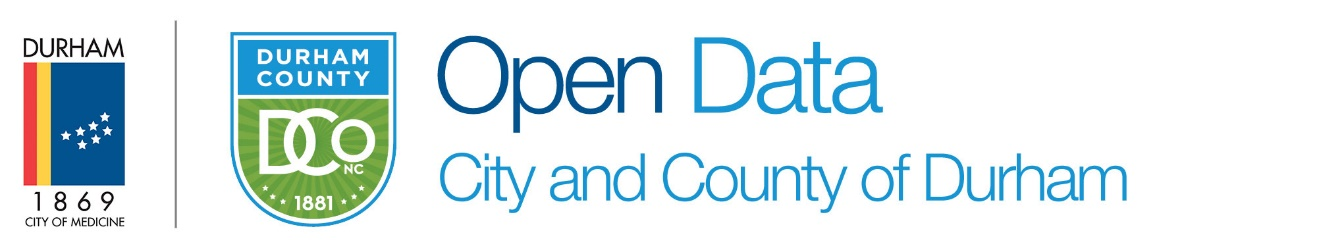 DURHAM
1869
CITY OF MEDICINE
DURHAM
COUNTY
DCo
NC
1881
Open Data
City and County of Durham